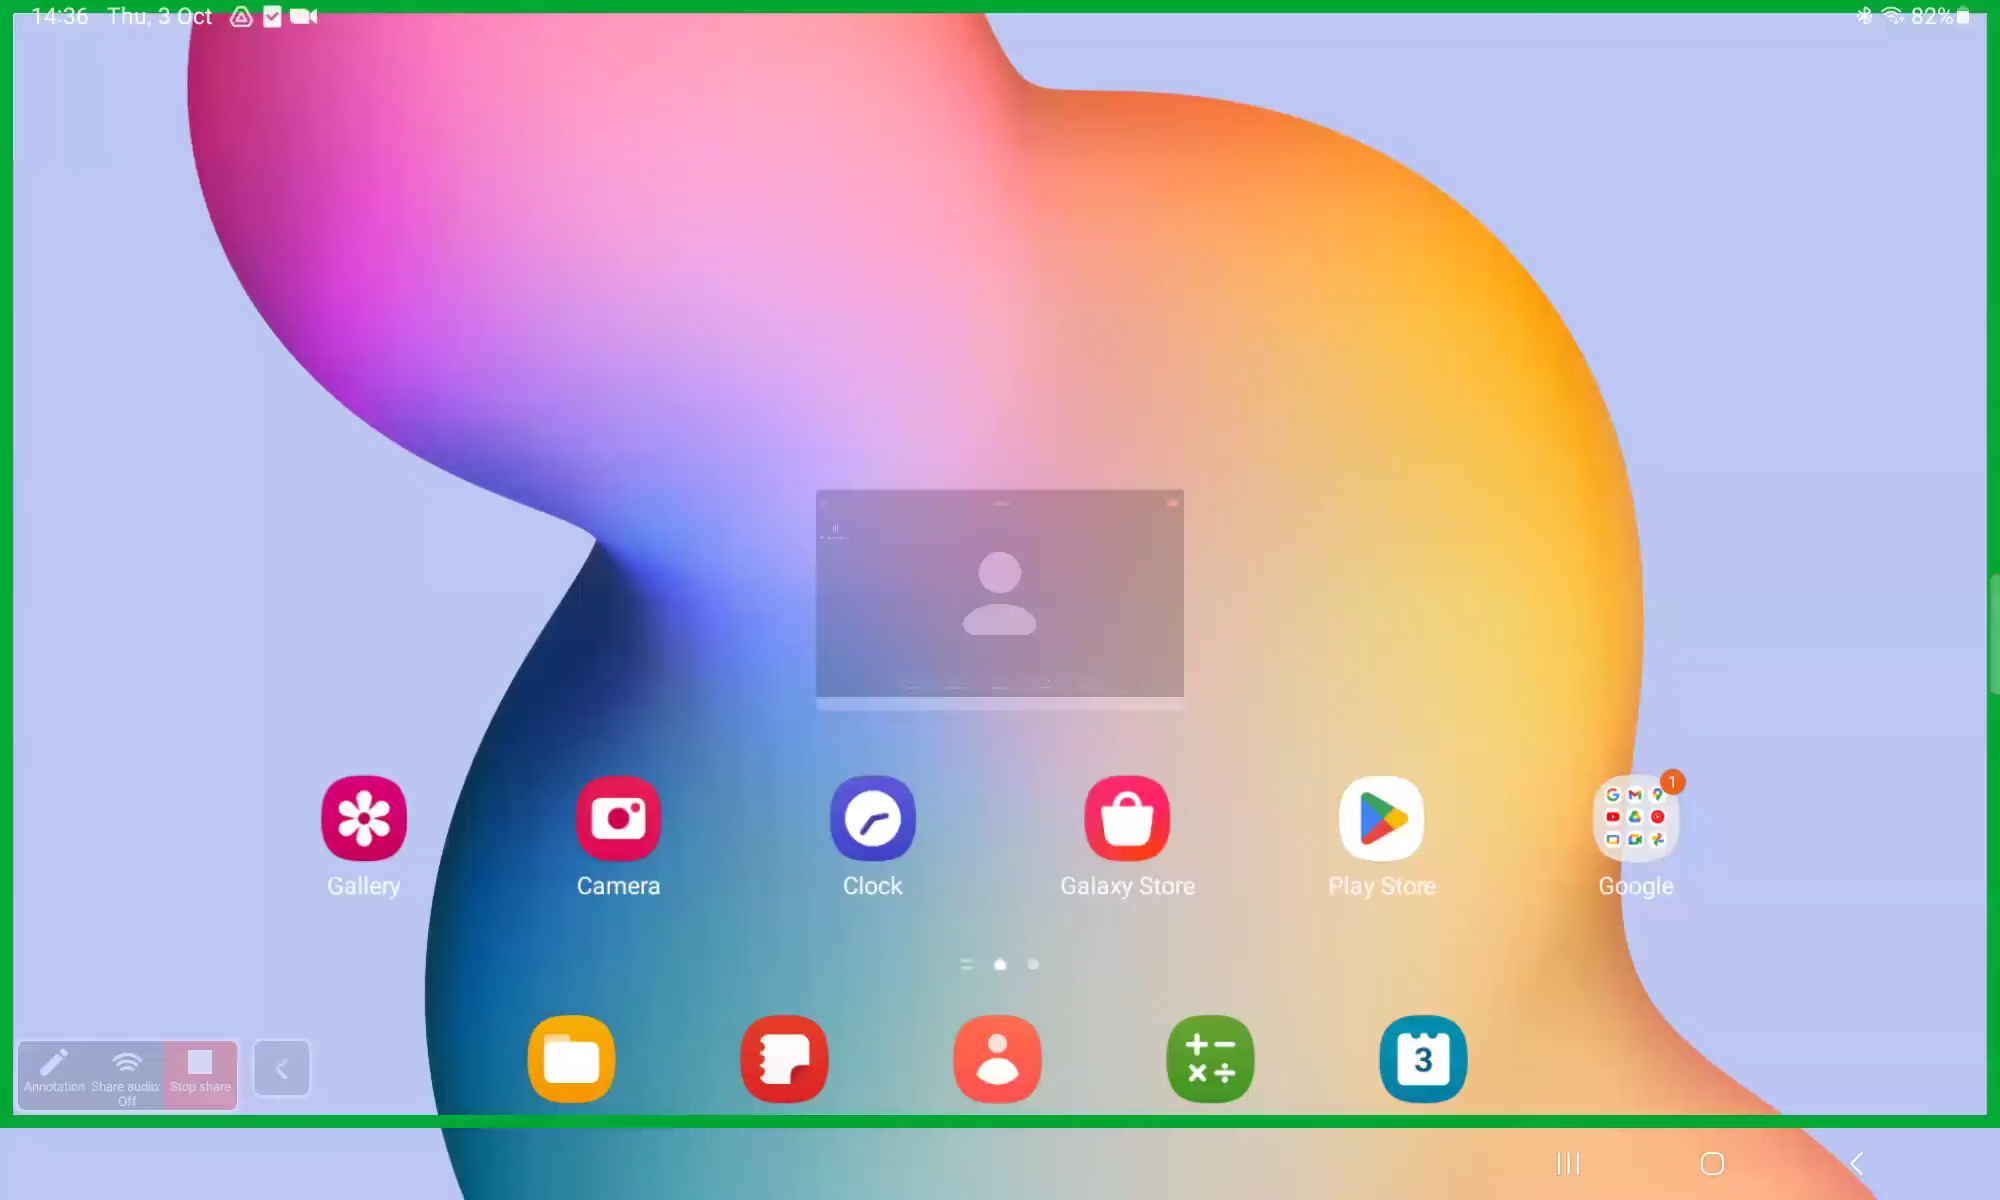 14:36 Thu, 3 Oct
82%
Gallery
Camera
Clock
Galaxy Store
Play Store
Google
1
3
Annotation
Share audio:
Off
Stop share